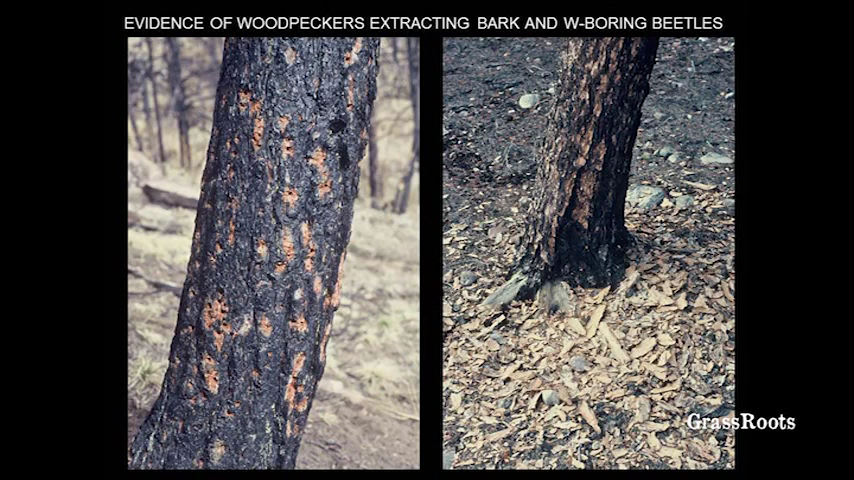 EVIDENCE OF WOODPECKERS EXTRACTING BARK AND W-BORING BEETLES
GrassRoots